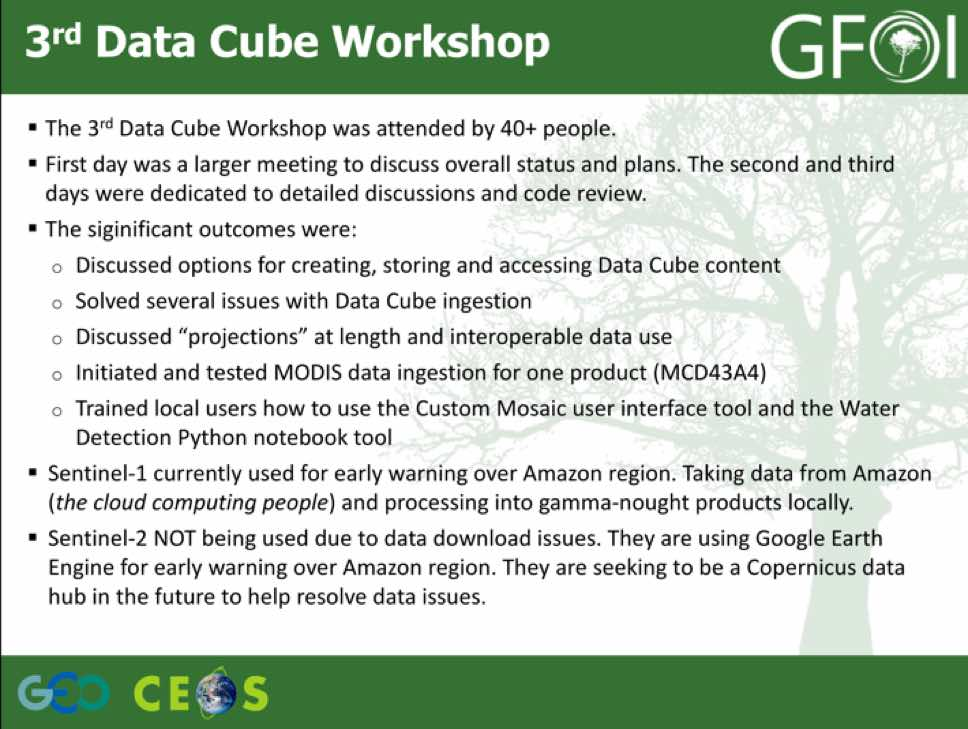 3rd Data Cube Workshop
GFOI
▪ The 3rd Data Cube Workshop was attended by 40+ people.
▪ First day was a larger meeting to discuss overall status and plans. The second and third
days were dedicated to detailed discussions and code review.
▪ The siginificant outcomes were:
o Discussed options for creating, storing and accessing Data Cube content
o Solved several issues with Data Cube ingestion
o Discussed “projections” at length and interoperable data use
o Initiated and tested MODIS data ingestion for one product (MCD43A4)
o Trained local users how to use the Custom Mosaic user interface tool and the Water
Detection Python notebook tool
▪ Sentinel-1 currently used for early warning over Amazon region. Taking data from Amazon
(the cloud computing people) and processing into gamma-nought products locally.
▪ Sentinel-2 NOT being used due to data download issues. They are using Google Earth
Engine for early warning over Amazon region. They are seeking to be a Copernicus data
hub in the future to help resolve data issues.
GEO CEOS